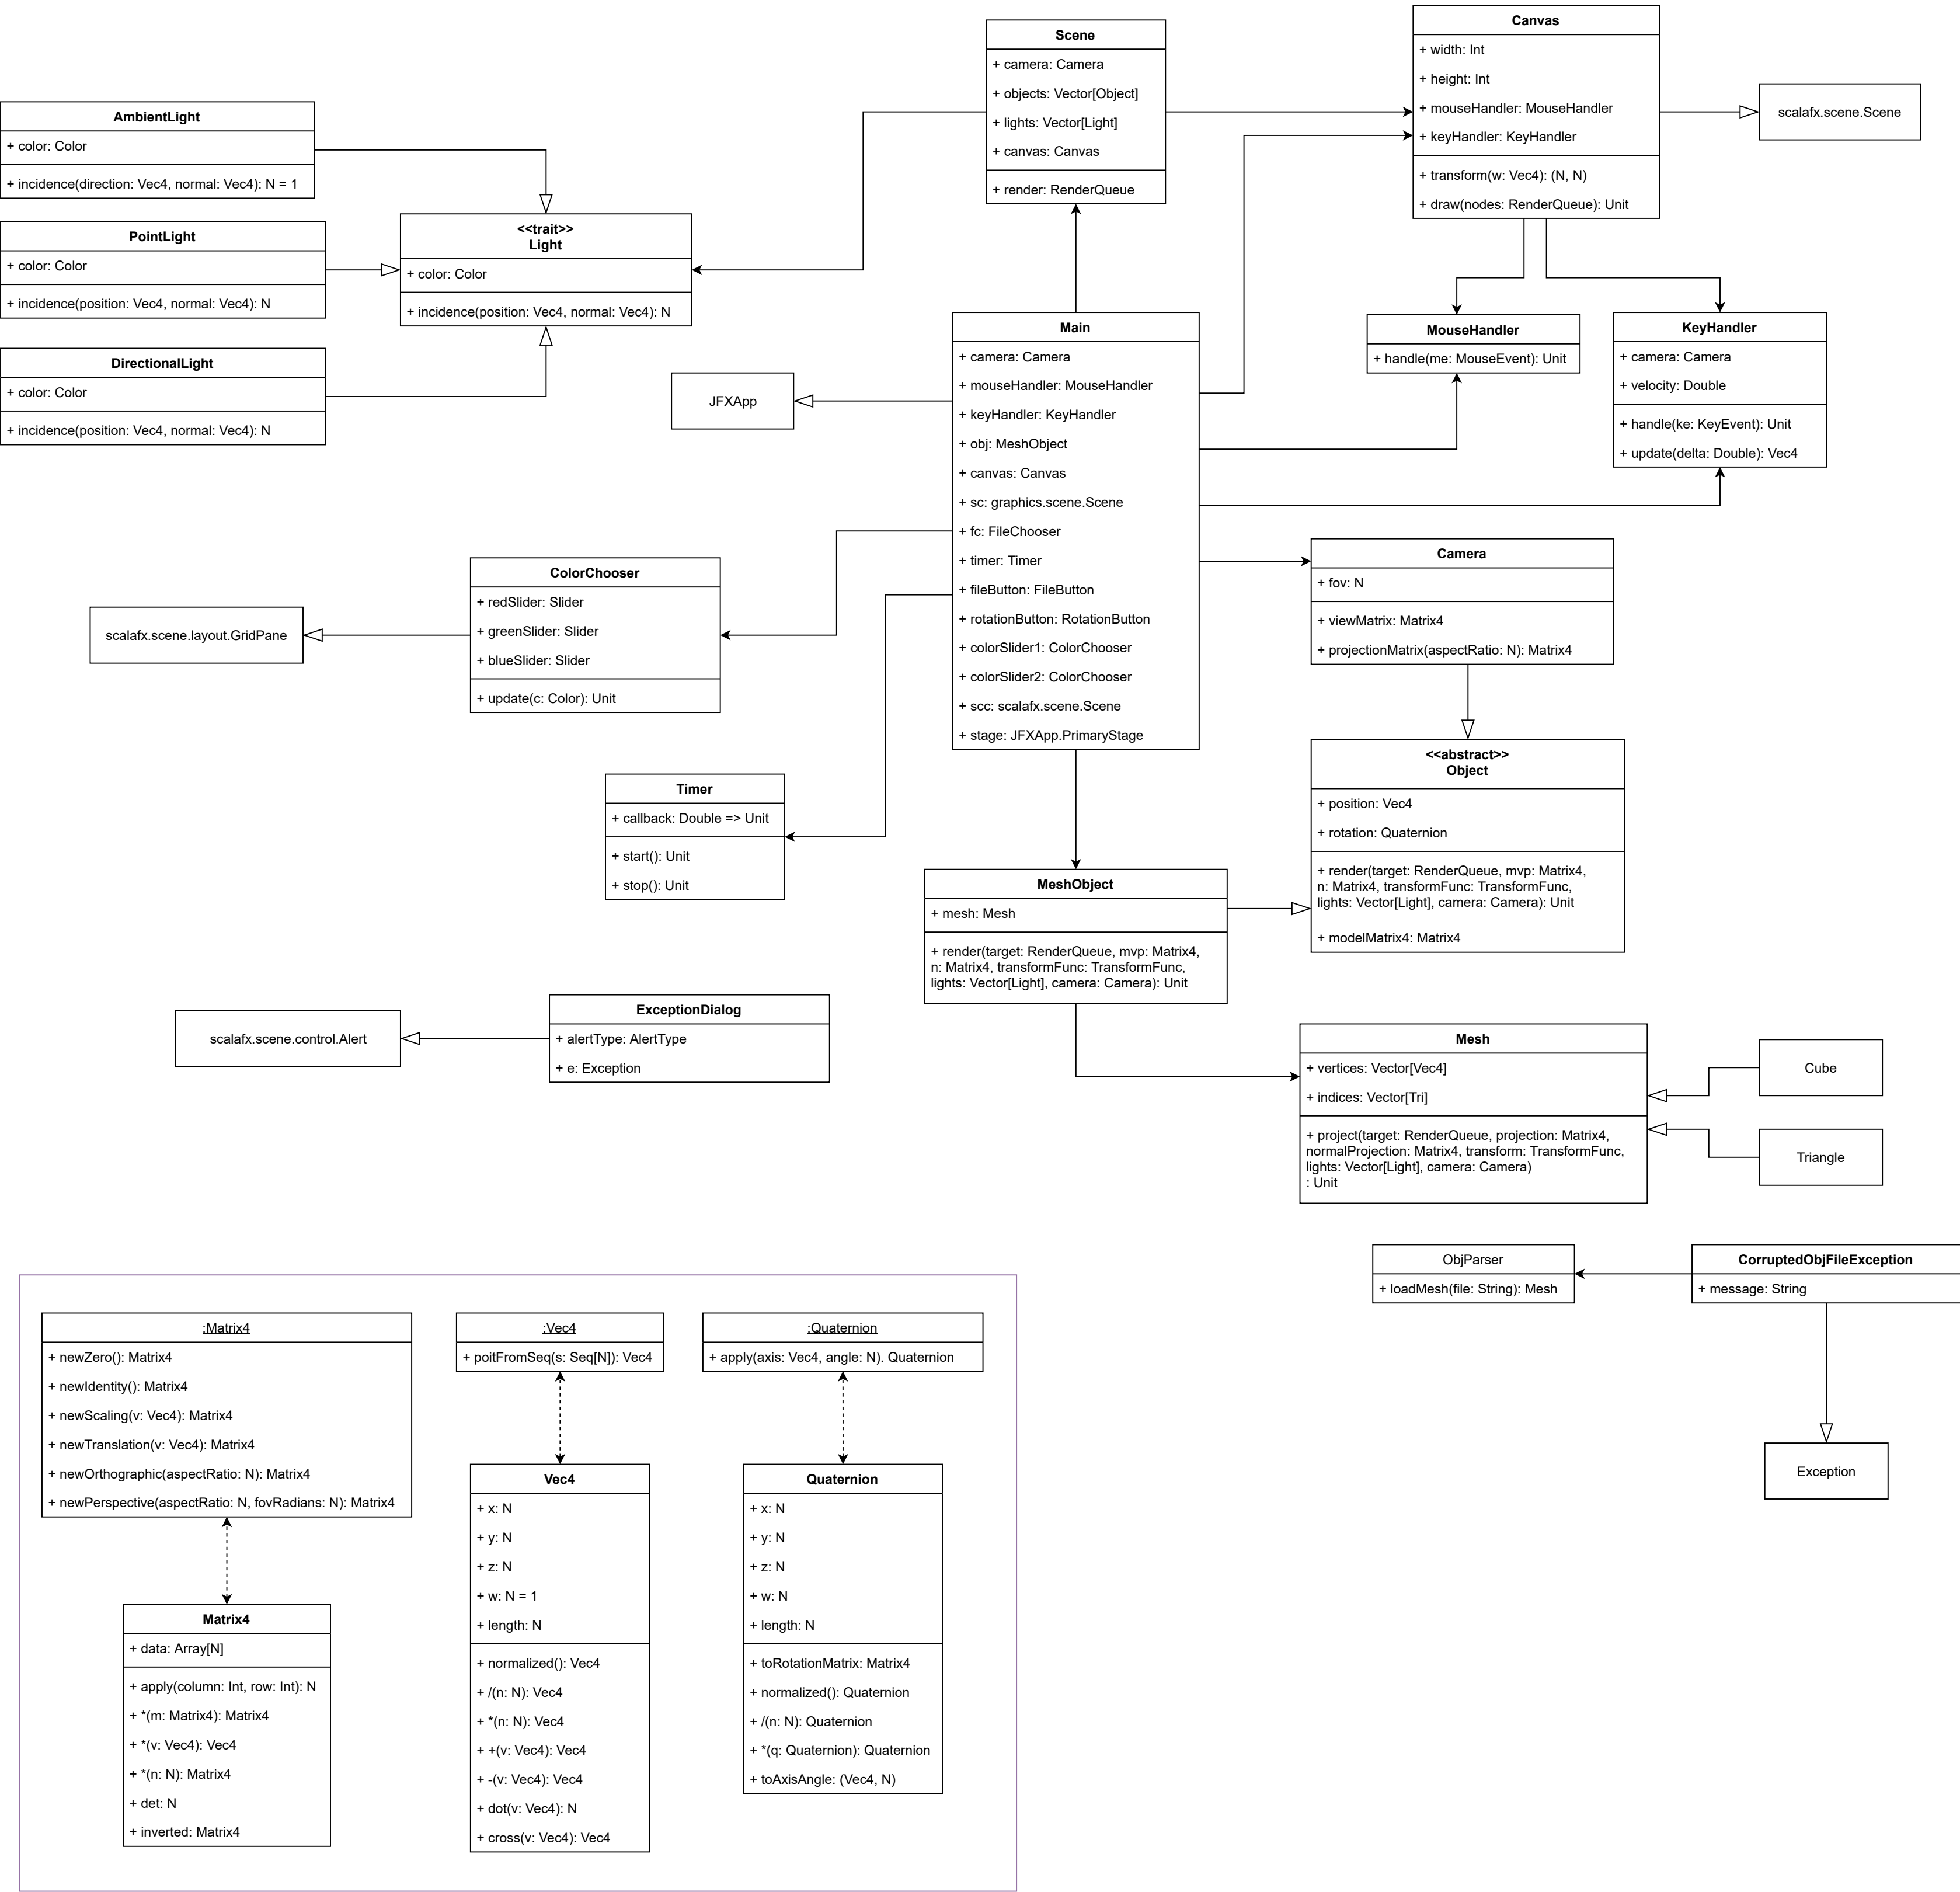 Scene
+ camera: Camera
+ objects: Vector[Object]
+ lights: Vector[Light]
+ canvas: Canvas
+ render: RenderQueue
Canvas
+ width: Int
+ height: Int
+ mouseHandler: MouseHandler
+ keyHandler: KeyHandler
+ transform(w: Vec4): (N, N)
+ draw(nodes: RenderQueue): Unit
scalafx.scene.Scene
AmbientLight
+ color: Color
+ incidence(direction: Vec4, normal: Vec4): N = 1
PointLight
+ color: Color
+ incidence(position: Vec4, normal: Vec4): N
DirectionalLight
+ color: Color
+ incidence(position: Vec4, normal: Vec4): N
<<trait>>
Light
+ color: Color
+ incidence(position: Vec4, normal: Vec4): N
JFXApp
Main
+ camera: Camera
+ mouseHandler: MouseHandler
+ keyHandler: KeyHandler
+ obj: MeshObject
+ canvas: Canvas
+ sc: graphics.scene.Scene
+ fc: FileChooser
+ timer: Timer
+ fileButton: FileButton
+ rotationButton: RotationButton
+ colorSlider1: ColorChooser
+ colorSlider2: ColorChooser
+ scc: scalafx.scene.Scene
+ stage: JFXApp.PrimaryStage
MouseHandler
+ handle(me: MouseEvent): Unit
KeyHandler
+ camera: Camera
+ velocity: Double
+ handle(ke: KeyEvent): Unit
+ update(delta: Double): Vec4
Camera
+ fov: N
+ viewMatrix: Matrix4
+ projectionMatrix(aspectRatio: N): Matrix4
scalafx.scene.layout.GridPane
ColorChooser
+ redSlider: Slider
+ greenSlider: Slider
+ blueSlider: Slider
+ update(c: Color): Unit
Timer
+ callback: Double => Unit
+ start(): Unit
+ stop(): Unit
<<abstract>>
Object
+ position: Vec4
+ rotation: Quaternion
+ render(target: RenderQueue, mvp: Matrix4,
n: Matrix4, transformFunc: TransformFunc,
lights: Vector[Light], camera: Camera): Unit
+ modelMatrix4: Matrix4
MeshObject
+ mesh: Mesh
+ render(target: RenderQueue, mvp: Matrix4,
n: Matrix4, transformFunc: TransformFunc,
lights: Vector[Light], camera: Camera): Unit
scalafx.scene.control.Alert
ExceptionDialog
+ alertType: AlertType
+ e: Exception
Mesh
+ vertices: Vector[Vec4]
+ indices: Vector[Tri]
+ project(target: RenderQueue, projection: Matrix4,
normalProjection: Matrix4, transform: TransformFunc,
lights: Vector[Light], camera: Camera)
: Unit
Cube
Triangle
ObjParser
+ loadMesh(file: String): Mesh
CorruptedObjFileException
+ message: String
Exception
:Matrix4
+ newZero(): Matrix4
+ newIdentity(): Matrix4
+ newScaling(v: Vec4): Matrix4
+ newTranslation(v: Vec4): Matrix4
+ newOrthographic(aspectRatio: N): Matrix4
+ newPerspective(aspectRatio: N, fovRadians: N): Matrix4
:Vec4
+ poitFromSeq(s: Seq[N]): Vec4
:Quaternion
+ apply(axis: Vec4, angle: N). Quaternion
Matrix4
+ data: Array[N]
+ apply(column: Int, row: Int): N
+ *(m: Matrix4): Matrix4
+ *(v: Vec4): Vec4
+ *(n: N): Matrix4
+ det: N
+ inverted: Matrix4
Vec4
+ x: N
+ y: N
+ z: N
+ w: N = 1
+ length: N
+ normalized(): Vec4
+ /(n: N): Vec4
+ *(n: N): Vec4
+ +(v: Vec4): Vec4
+ -(v: Vec4): Vec4
+ dot(v: Vec4): N
+ cross(v: Vec4): Vec4
Quaternion
+ x: N
+ y: N
+ z: N
+ w: N
+ length: N
+ toRotationMatrix: Matrix4
+ normalized(): Quaternion
+ /(n: N): Quaternion
+ *(q: Quaternion): Quaternion
+ toAxisAngle: (Vec4, N)